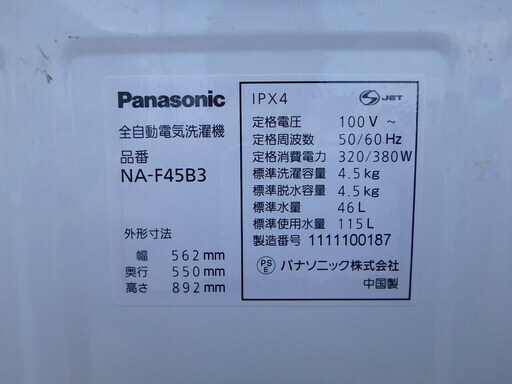 Panasonic
全自動電気洗濯機
品番
NA-F45B3
外形寸法
幅 562mm
奥行 550mm
高さ 892mm
IPX4
S JET
定格電圧 100V ～
定格周波数 50/60Hz
定格消費電力 320/380W
標準洗濯容量 4.5kg
標準脱水容量 4.5kg
標準水量 46L
標準使用水量 115L
製造番号 1111100187
PSE パナソニック株式会社
中国製